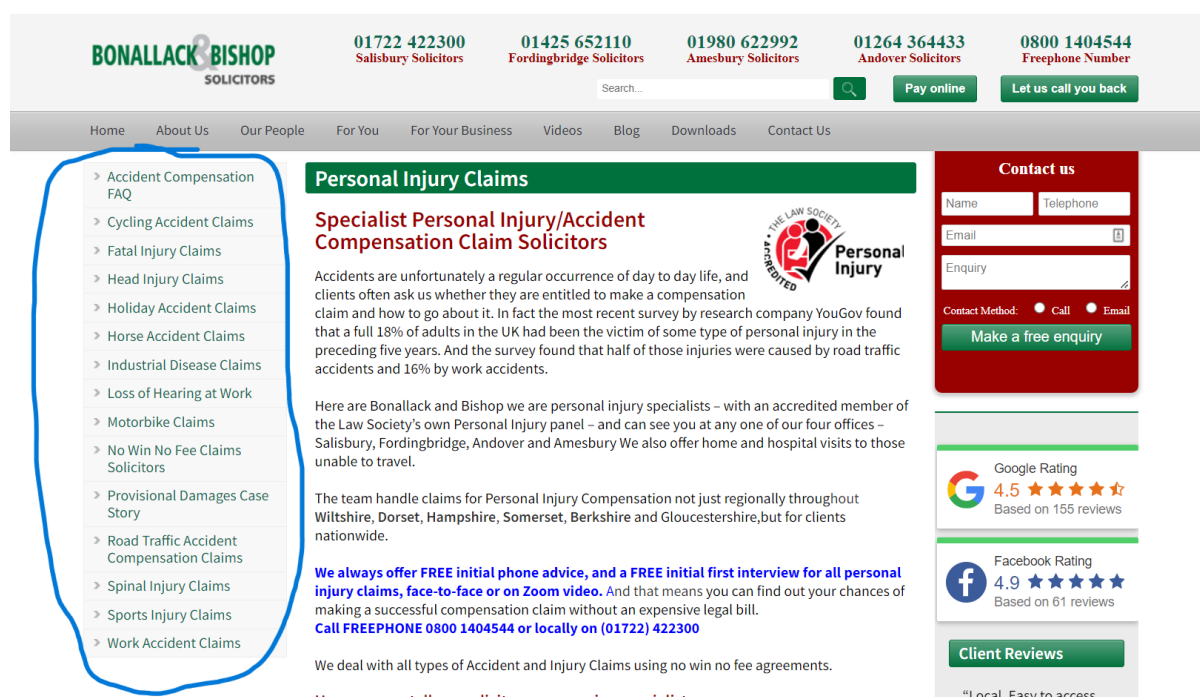 BONALLACK&BISHOP
SOLICITORS
01722 422300
Salisbury Solicitors
01425 652110
Fordingbridge Solicitors
01980 622992
Amesbury Solicitors
01264 364433
Andover Solicitors
0800 1404544
Freephone Number
Search...
Pay online
Let us call you back
Home About Us Our People For You For Your Business Videos Blog Downloads Contact Us
Accident Compensation
FAQ
Cycling Accident Claims
Fatal Injury Claims
Head Injury Claims
Holiday Accident Claims
Horse Accident Claims
Industrial Disease Claims
Loss of Hearing at Work
Motorbike Claims
No Win No Fee Claims
Solicitors
Provisional Damages Case
Story
Road Traffic Accident
Compensation Claims
Spinal Injury Claims
Sports Injury Claims
Work Accident Claims
Personal Injury Claims
Specialist Personal Injury/Accident
Compensation Claim Solicitors
THE LAW SOCIETY
ACCREDITED
Personal
Injury
Accidents are unfortunately a regular occurrence of day to day life, and
clients often ask us whether they are entitled to make a compensation
claim and how to go about it. In fact the most recent survey by research company YouGov found
that a full 18% of adults in the UK had been the victim of some type of personal injury in the
preceding five years. And the survey found that half of those injuries were caused by road traffic
accidents and 16% by work accidents.
Here are Bonallack and Bishop we are personal injury specialists – with an accredited member of
the Law Society’s own Personal Injury panel – and can see you at any one of our four offices –
Salisbury, Fordingbridge, Andover and Amesbury We also offer home and hospital visits to those
unable to travel.
The team handle claims for Personal Injury Compensation not just regionally throughout
Wiltshire, Dorset, Hampshire, Somerset, Berkshire and Gloucestershire,but for clients
nationwide.
We always offer FREE initial phone advice, and a FREE initial first interview for all personal
injury claims, face-to-face or on Zoom video. And that means you can find out your chances of
making a successful compensation claim without an expensive legal bill.
Call FREEPHONE 0800 1404544 or locally on (01722) 422300
We deal with all types of Accident and Injury Claims using no win no fee agreements.
Contact us
Name
Telephone
Email
Enquiry
Contact Method: Call Email
Make a free enquiry
Google Rating
4.5
Based on 155 reviews
Facebook Rating
4.9
Based on 61 reviews
Client Reviews
“Local, Easy to access